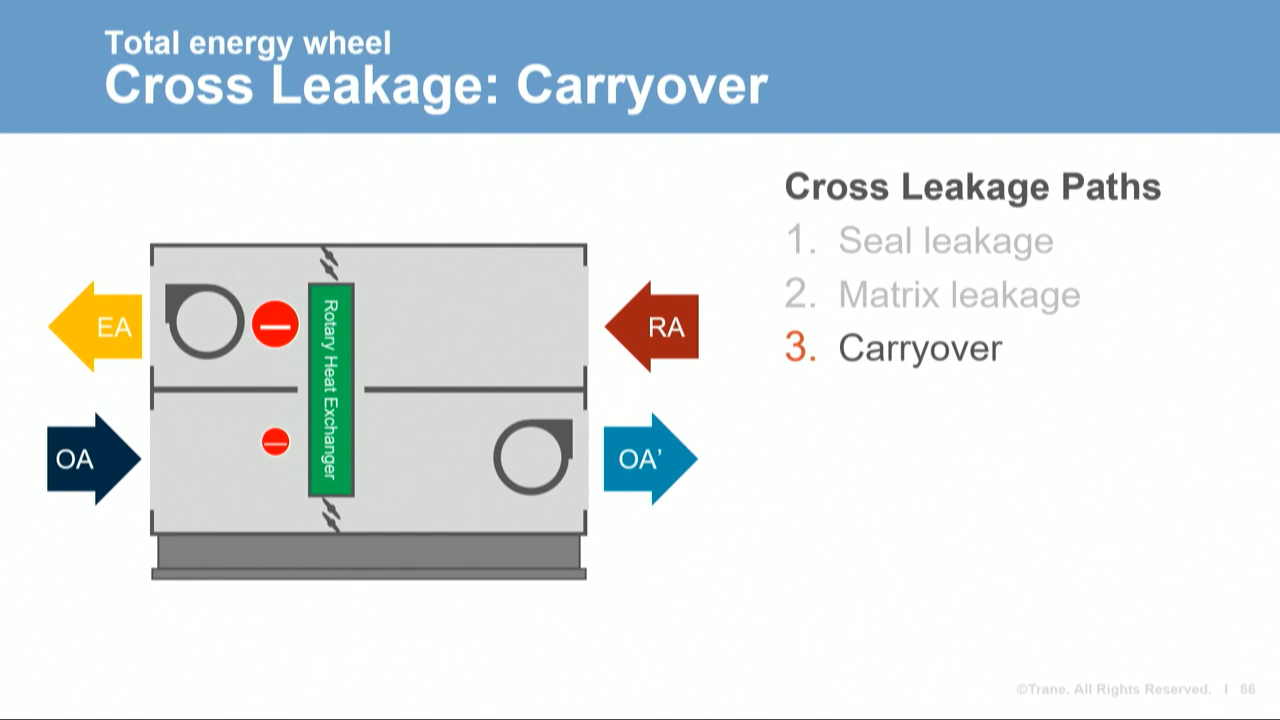 Total energy wheel
Cross Leakage: Carryover
Cross Leakage Paths
1. Seal leakage
2. Matrix leakage
3. Carryover
EA
Rotary Heat Exchanger
RA
OA
OA’
©Trane. All Rights Reserved. I 66